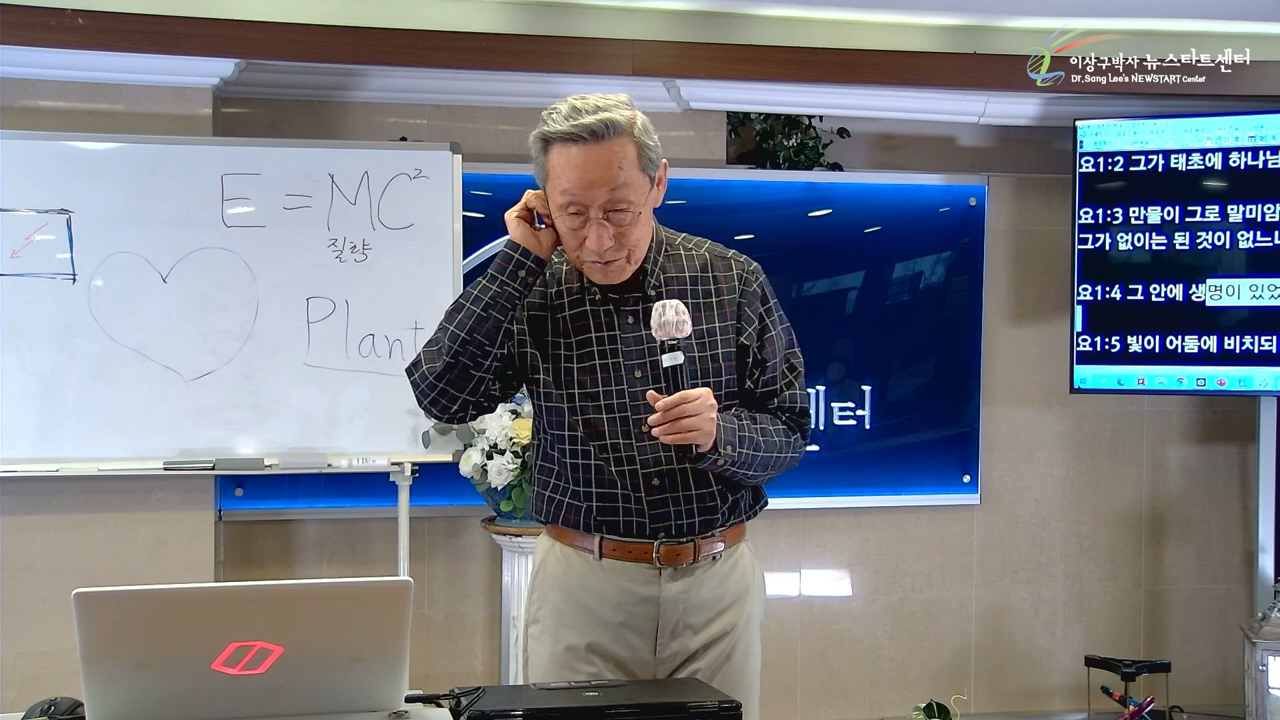 이상구박사 뉴스타트센터
Dr. Sang Lee's NEWSTART Center
E = MC²
질량
Plant
센터
요1:2 그가 태초에 하나님
요1:3 만물이 그로 말미암
그가 없이는 된 것이 없느니
요1:4 그 안에 생명이 있었
요1:5 빛이 어둠에 비치되